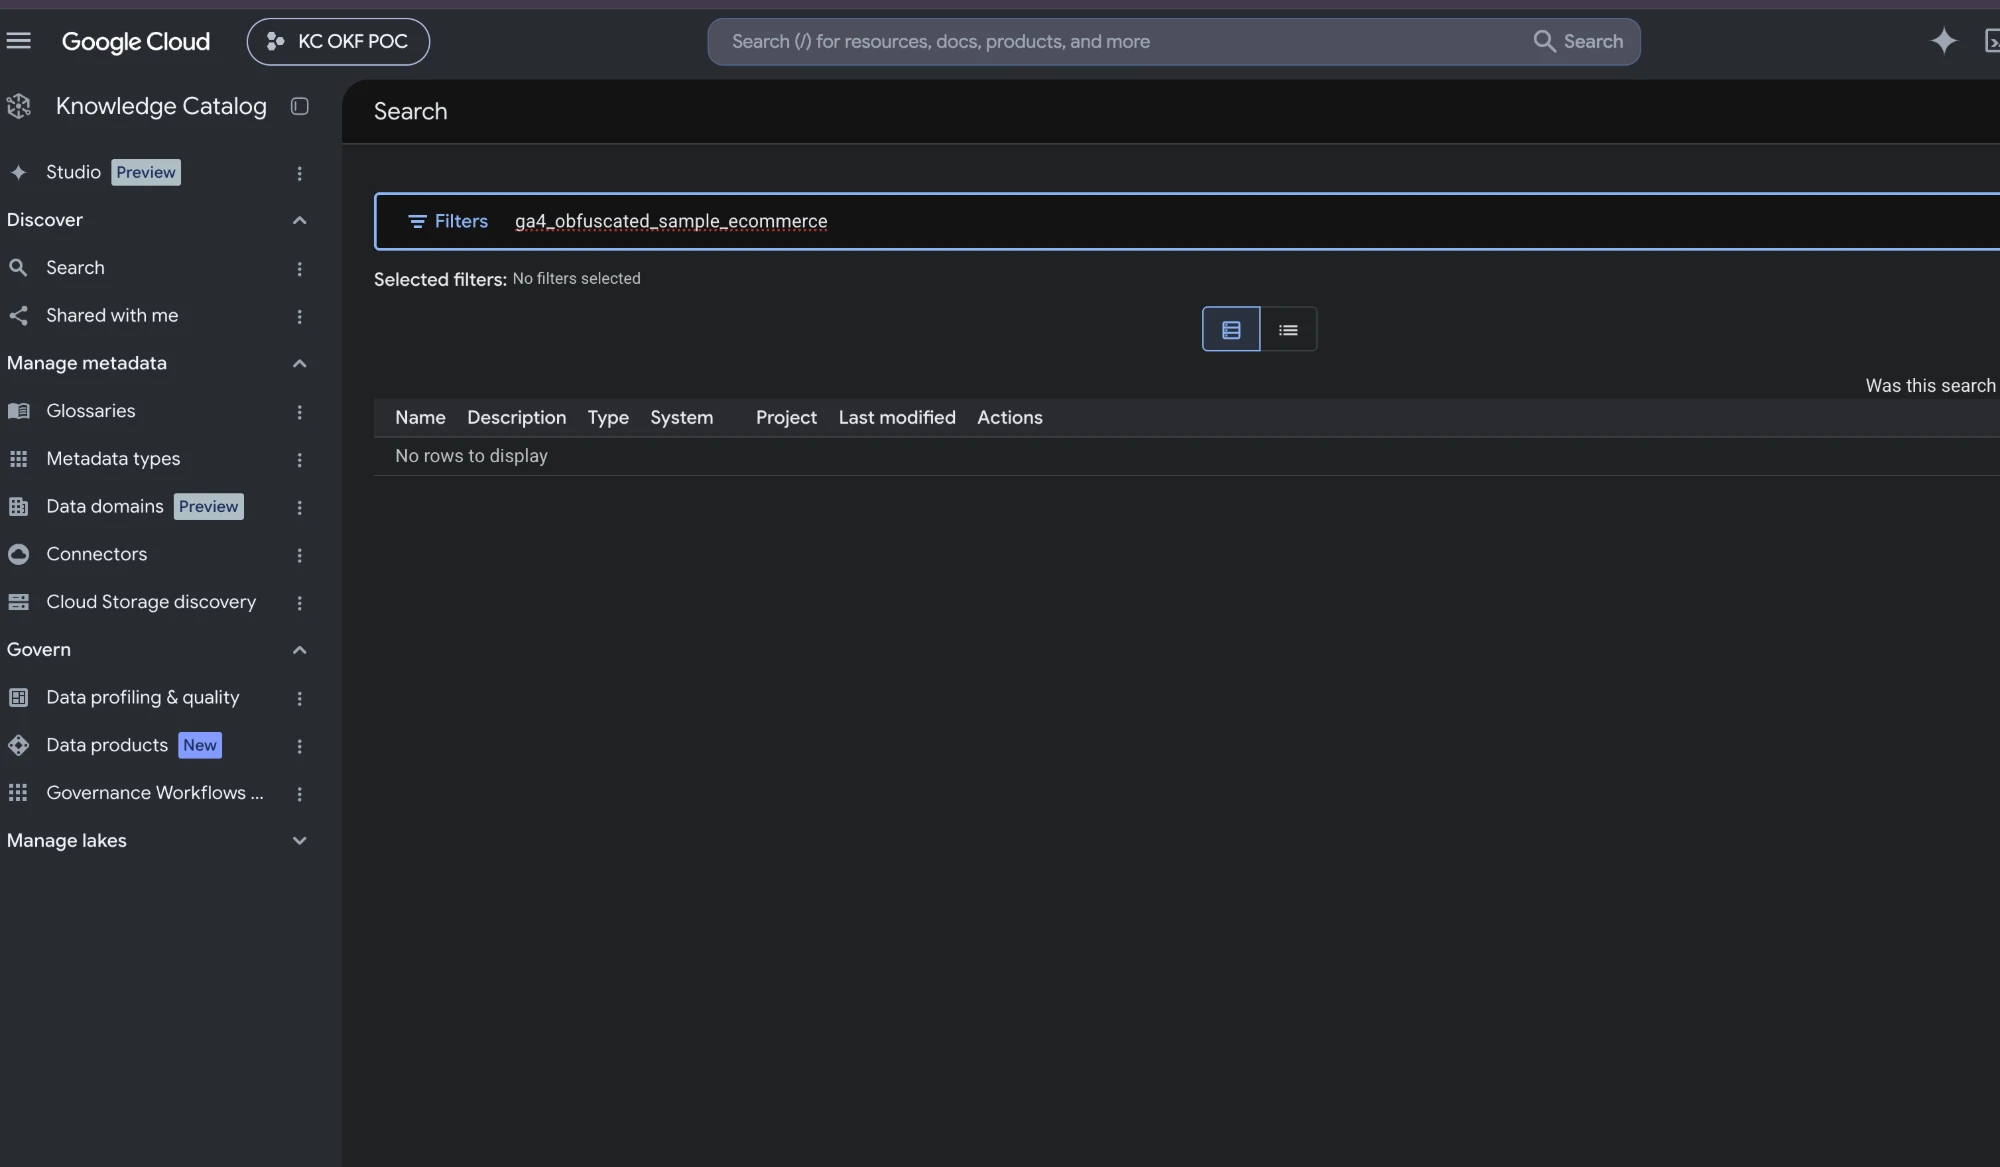 Google Cloud
KC OKF POC
Search (/) for resources, docs, products, and more
Search
Knowledge Catalog
Studio Preview
Discover
Search
Shared with me
Manage metadata
Glossaries
Metadata types
Data domains Preview
Connectors
Cloud Storage discovery
Govern
Data profiling & quality
Data products New
Governance Workflows ...
Manage lakes
Search
Filters ga4_obfuscated_sample_ecommerce
Selected filters: No filters selected
Was this search
Name Description Type System Project Last modified Actions
No rows to display